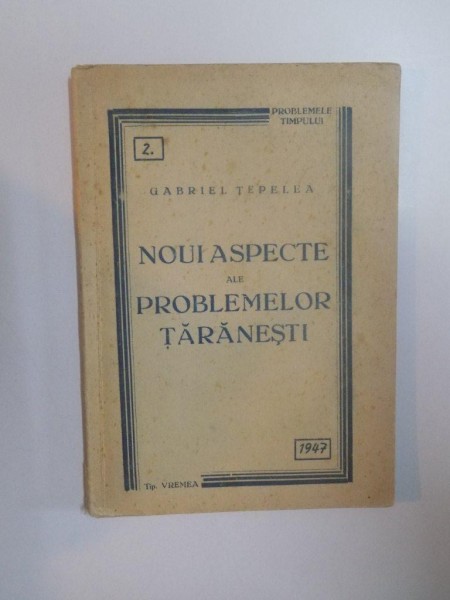 PROBLEMELE
TIMPULUI
2.
GABRIEL ȚEPELEA
NOUI ASPECTE
ALE
PROBLEMELOR
ȚĂRĂNEȘTI
1947
Tip. VREMEA